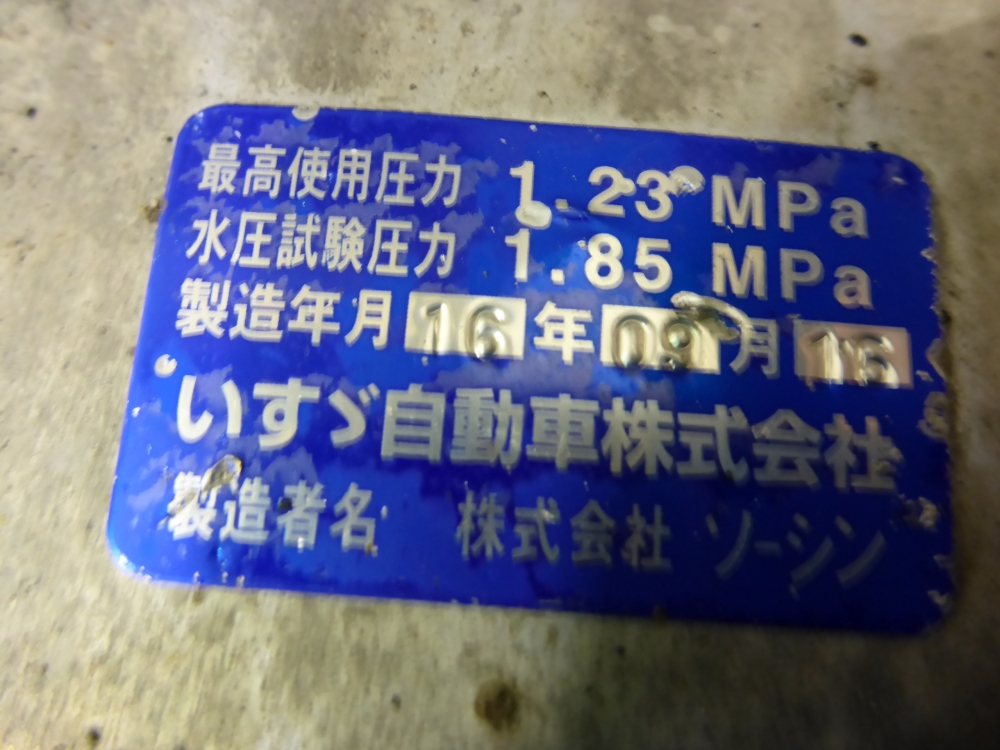 最高使用圧力 1.23 MPa
水圧試験圧力 1.85 MPa
製造年月 16 年 09 月 16
いすゞ自動車株式会社
製造者名 株式会社 ソーシン